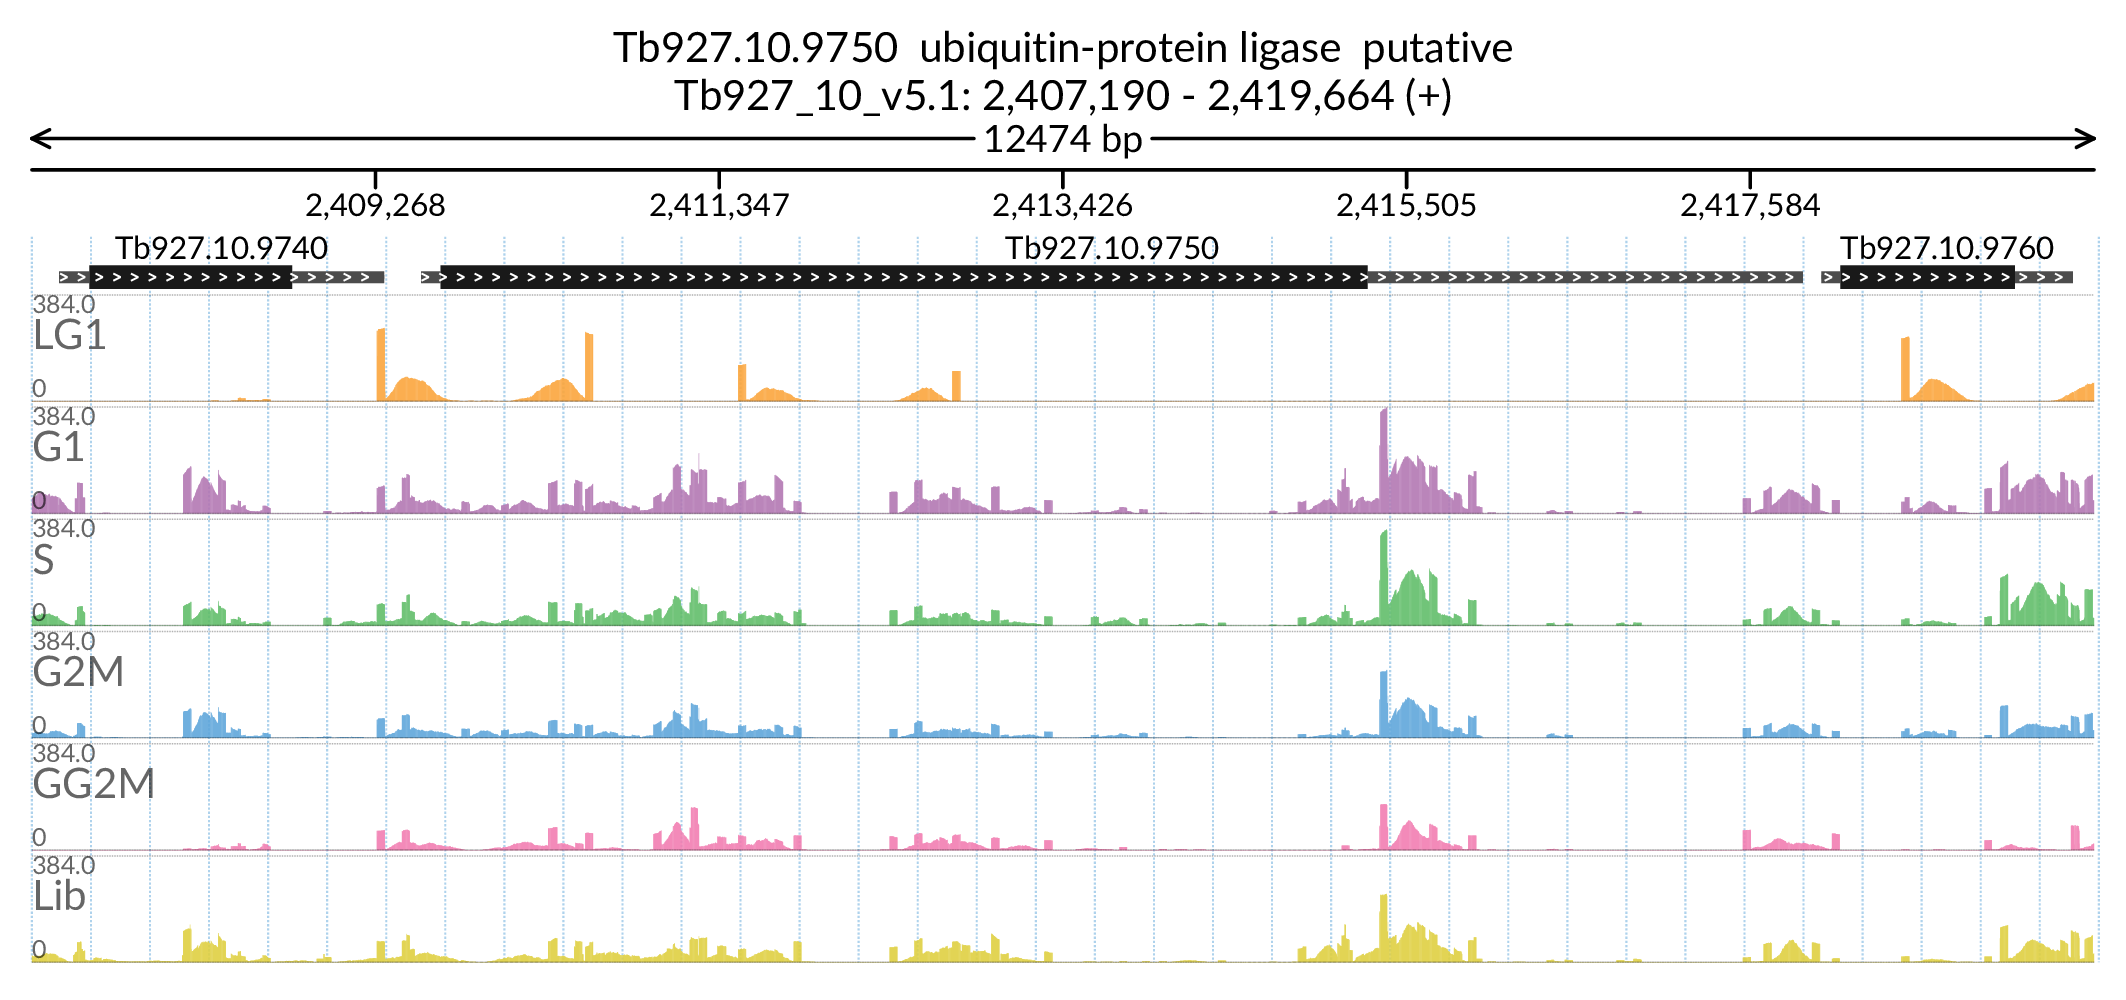 Tb927.10.9750 ubiquitin-protein ligase putative
Tb927_10_v5.1: 2,407,190 - 2,419,664 (+)
12474 bp
2,409,268 2,411,347 2,413,426 2,415,505 2,417,584
Tb927.10.9740 Tb927.10.9750 Tb927.10.9760
384.0
LG1
0
384.0
G1
0
384.0
S
0
384.0
G2M
0
384.0
GG2M
0
384.0
Lib
0